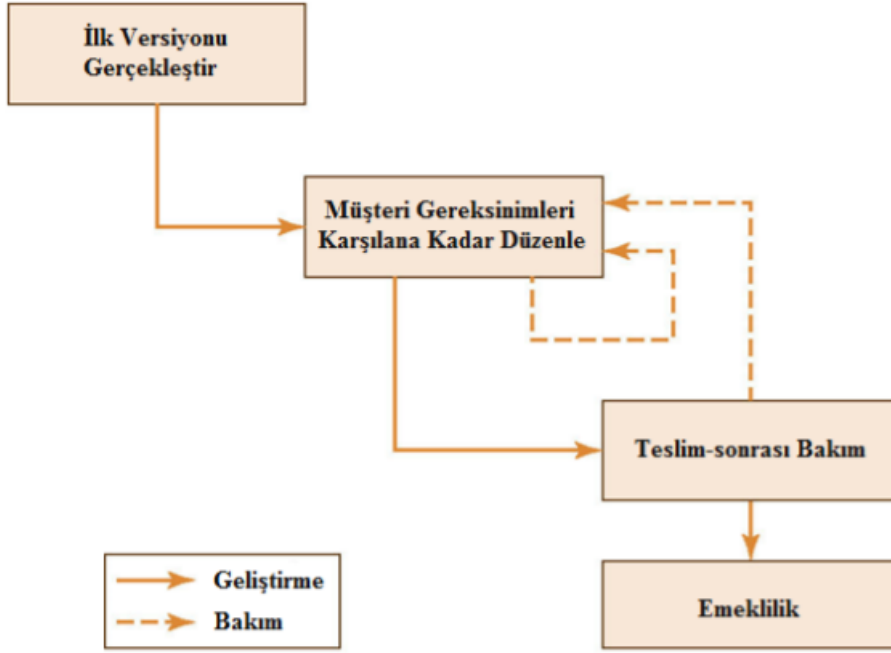 İlk Versiyonu
Gerçekleştir
Müşteri Gereksinimleri
Karşılana Kadar Düzenle
Teslim-sonrası Bakım
Emeklilik
Geliştirme
Bakım